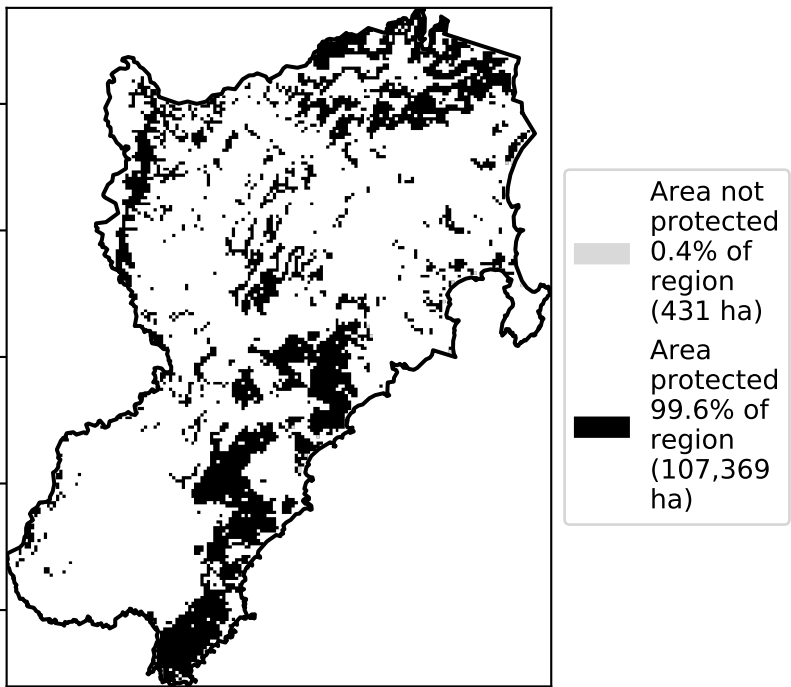 Area not
protected
0.4% of
region
(431 ha)
Area
protected
99.6% of
region
(107,369
ha)